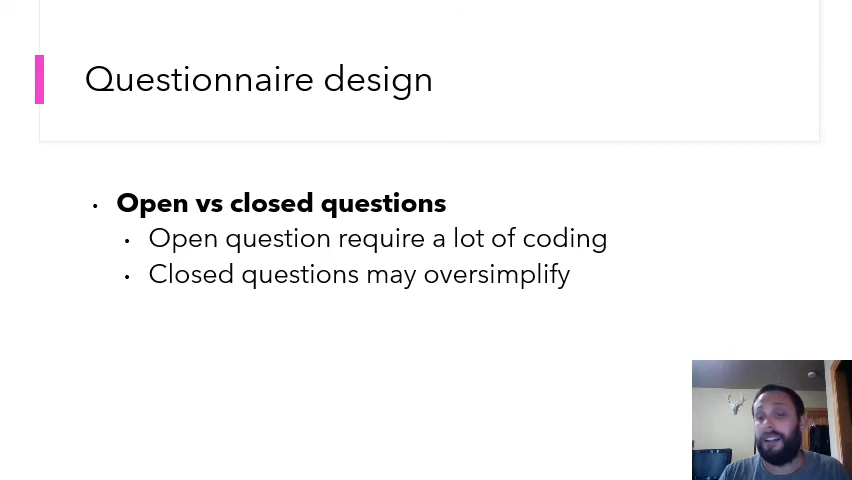 Questionnaire design
Open vs closed questions
Open question require a lot of coding
Closed questions may oversimplify